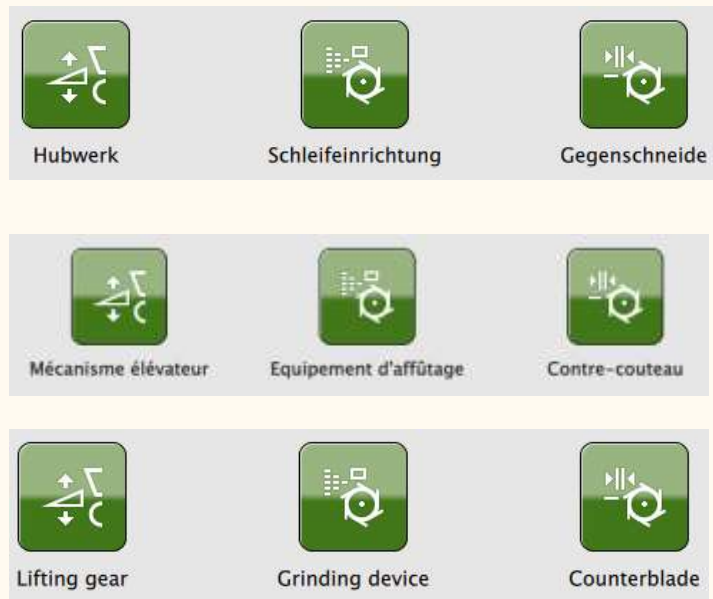 Hubwerk Schleifeinrichtung Gegenschneide
Mécanisme élévateur Equipement d'affûtage Contre-couteau
Lifting gear Grinding device Counterblade